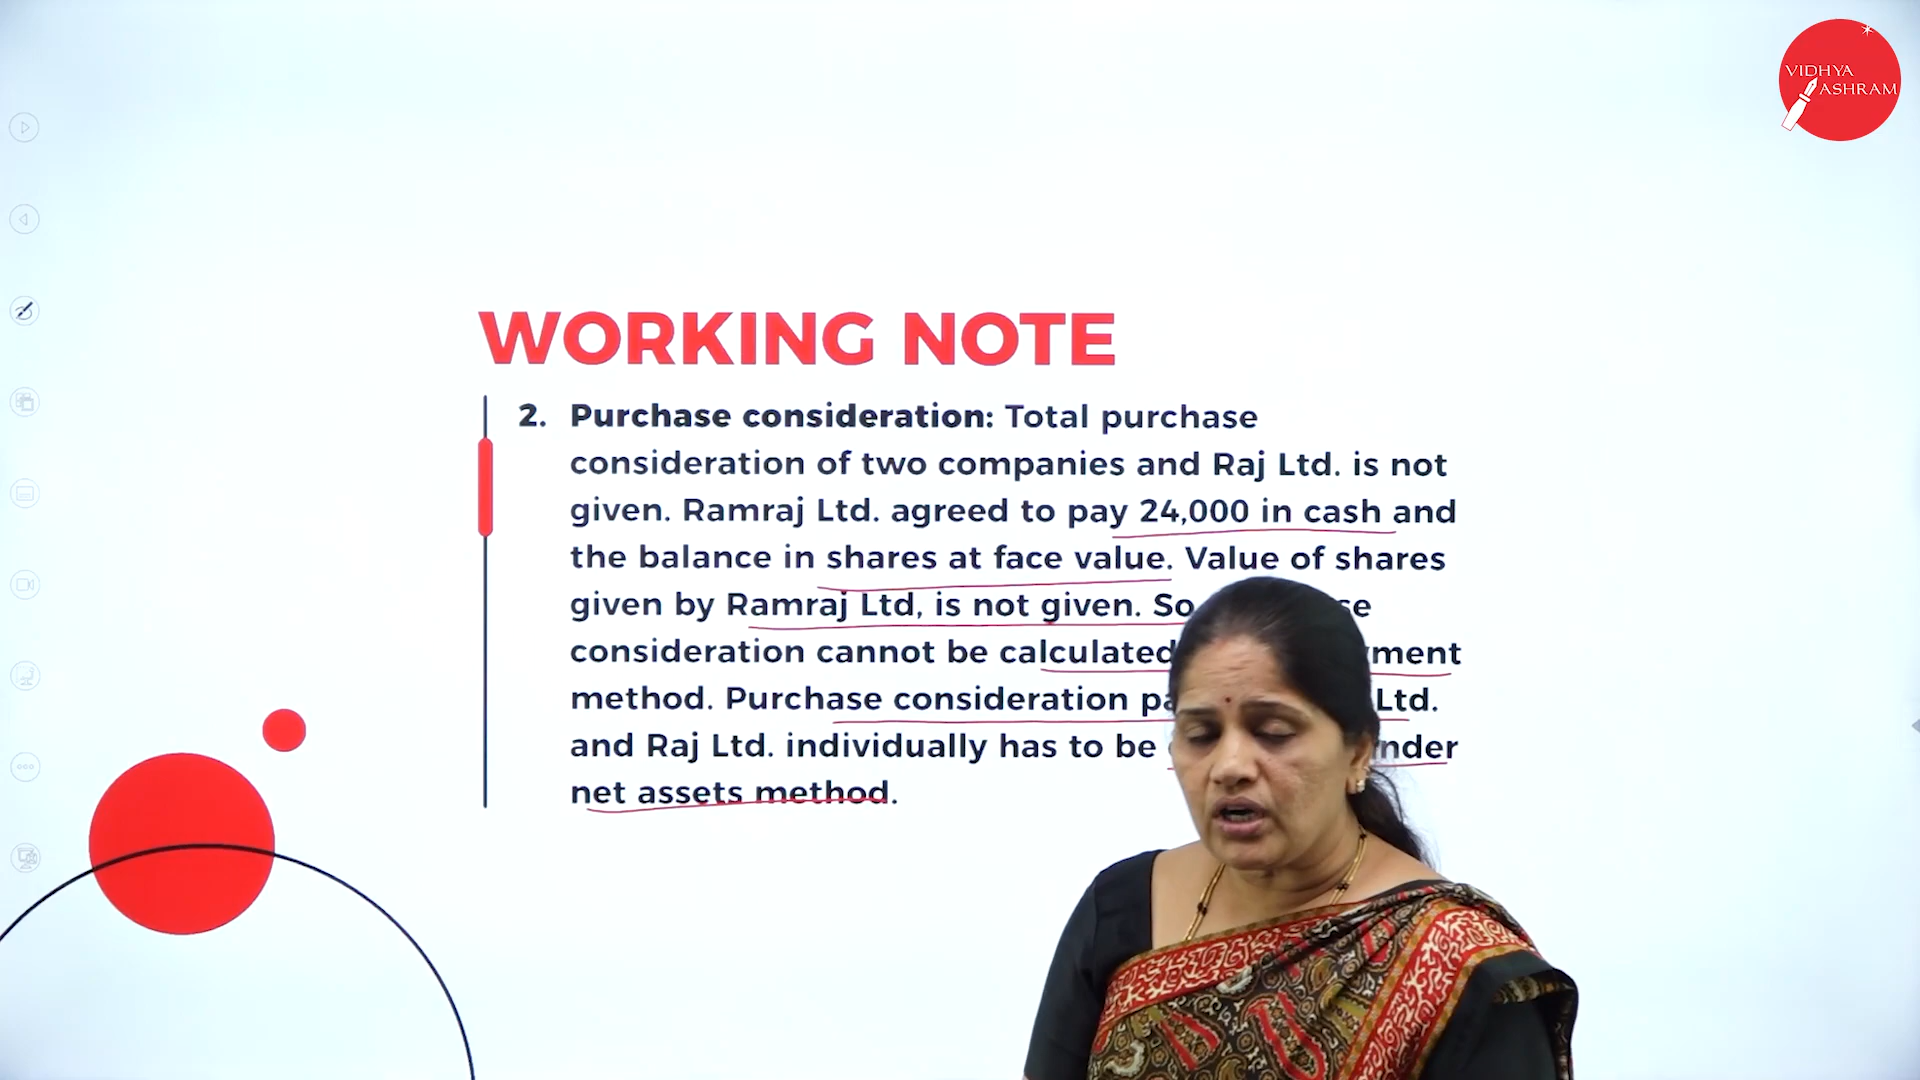 VIDHYA
ASHRAM
WORKING NOTE
2. Purchase consideration: Total purchase
consideration of two companies and Raj Ltd. is not
given. Ramraj Ltd. agreed to pay 24,000 in cash and
the balance in shares at face value. Value of shares
given by Ramraj Ltd, is not given. So
consideration cannot be calculated
method. Purchase consideration Ltd.
and Raj Ltd. individually has to be
net assets method.